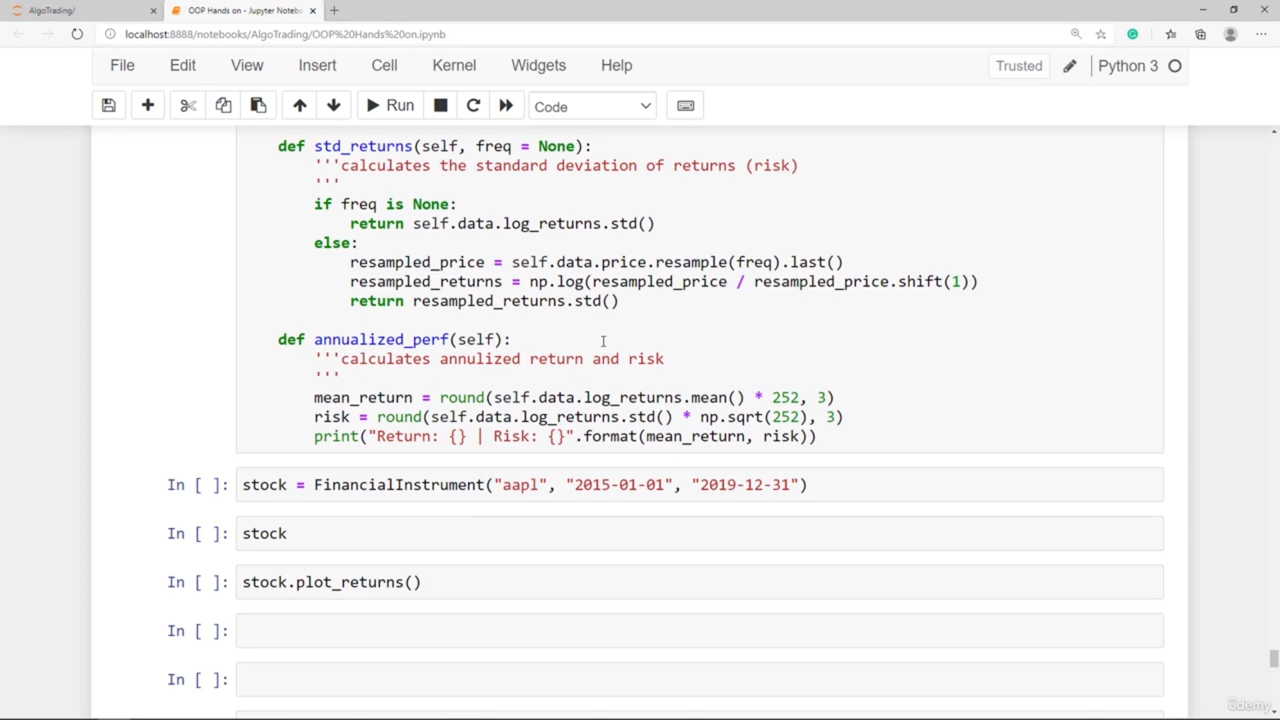 AlgoTrading/
OOP Hands on - Jupyter Notebo
localhost:8888/notebooks/AlgoTrading/OOP%20Hands%20on.ipynb
File Edit View Insert Cell Kernel Widgets Help Trusted Python 3
Run Code
def std_returns(self, freq = None):
'''calculates the standard deviation of returns (risk)
'''
if freq is None:
return self.data.log_returns.std()
else:
resampled_price = self.data.price.resample(freq).last()
resampled_returns = np.log(resampled_price / resampled_price.shift(1))
return resampled_returns.std()
def annualized_perf(self):
'''calculates annulized return and risk
'''
mean_return = round(self.data.log_returns.mean() * 252, 3)
risk = round(self.data.log_returns.std() * np.sqrt(252), 3)
print("Return: {} | Risk: {}".format(mean_return, risk))
In [ ]: stock = FinancialInstrument("aapl", "2015-01-01", "2019-12-31")
In [ ]: stock
In [ ]: stock.plot_returns()
In [ ]:
In [ ]:
Udemy